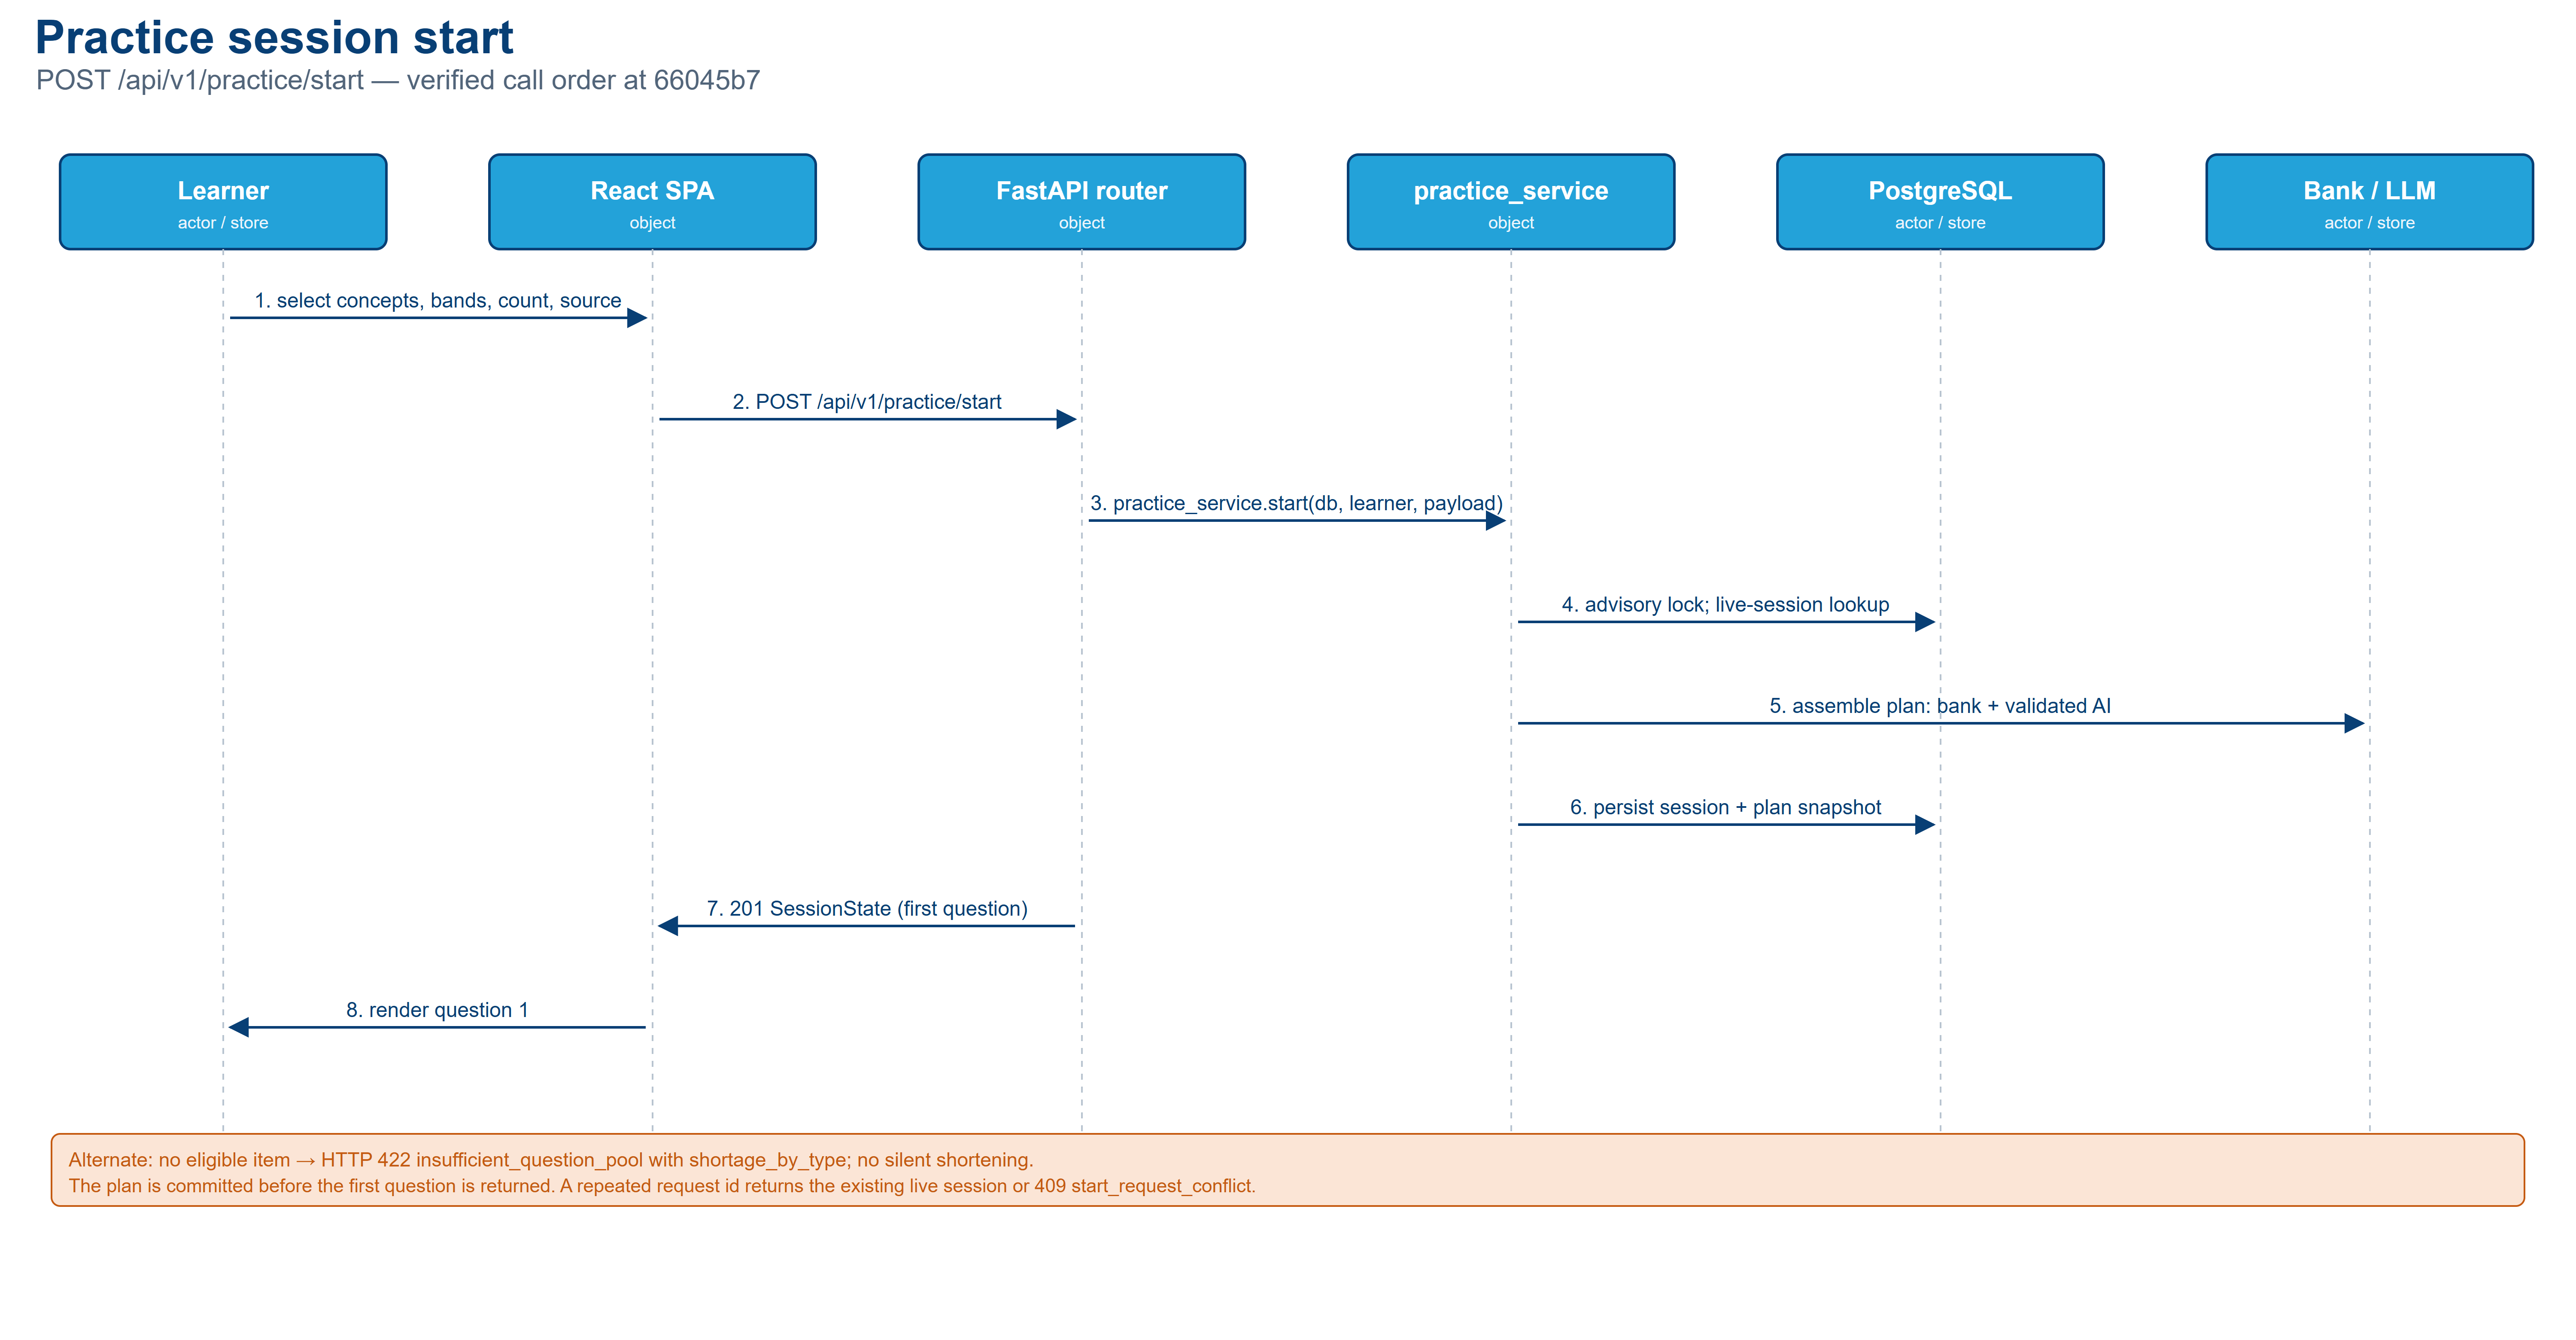 Practice session start
POST /api/v1/practice/start — verified call order at 66045b7
Learner
actor / store
React SPA
object
FastAPI router
object
practice_service
object
PostgreSQL
actor / store
Bank / LLM
actor / store
1. select concepts, bands, count, source
2. POST /api/v1/practice/start
3. practice_service.start(db, learner, payload)
4. advisory lock; live-session lookup
5. assemble plan: bank + validated AI
6. persist session + plan snapshot
7. 201 SessionState (first question)
8. render question 1
Alternate: no eligible item → HTTP 422 insufficient_question_pool with shortage_by_type; no silent shortening.
The plan is committed before the first question is returned. A repeated request id returns the existing live session or 409 start_request_conflict.